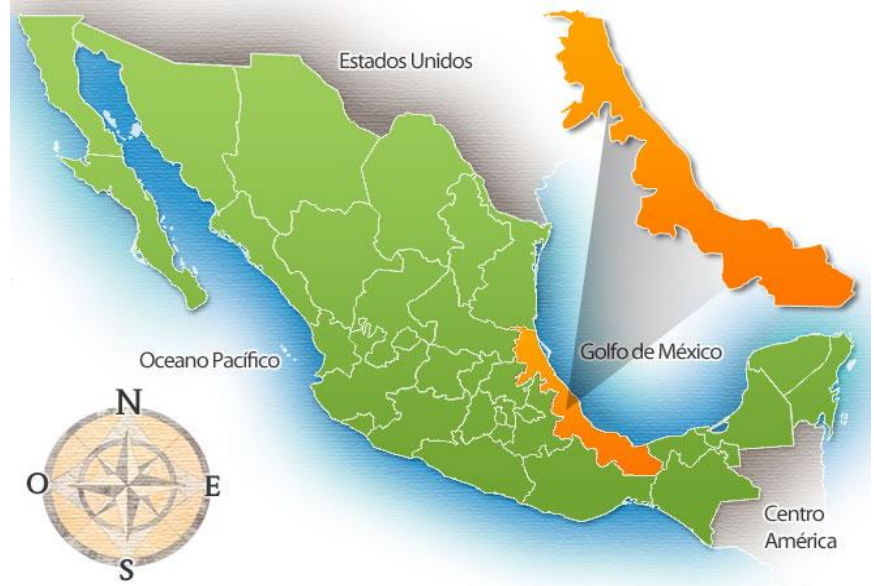 Estados Unidos
Golfo de México
Oceano Pacífico
N
O
E
S
Centro
América